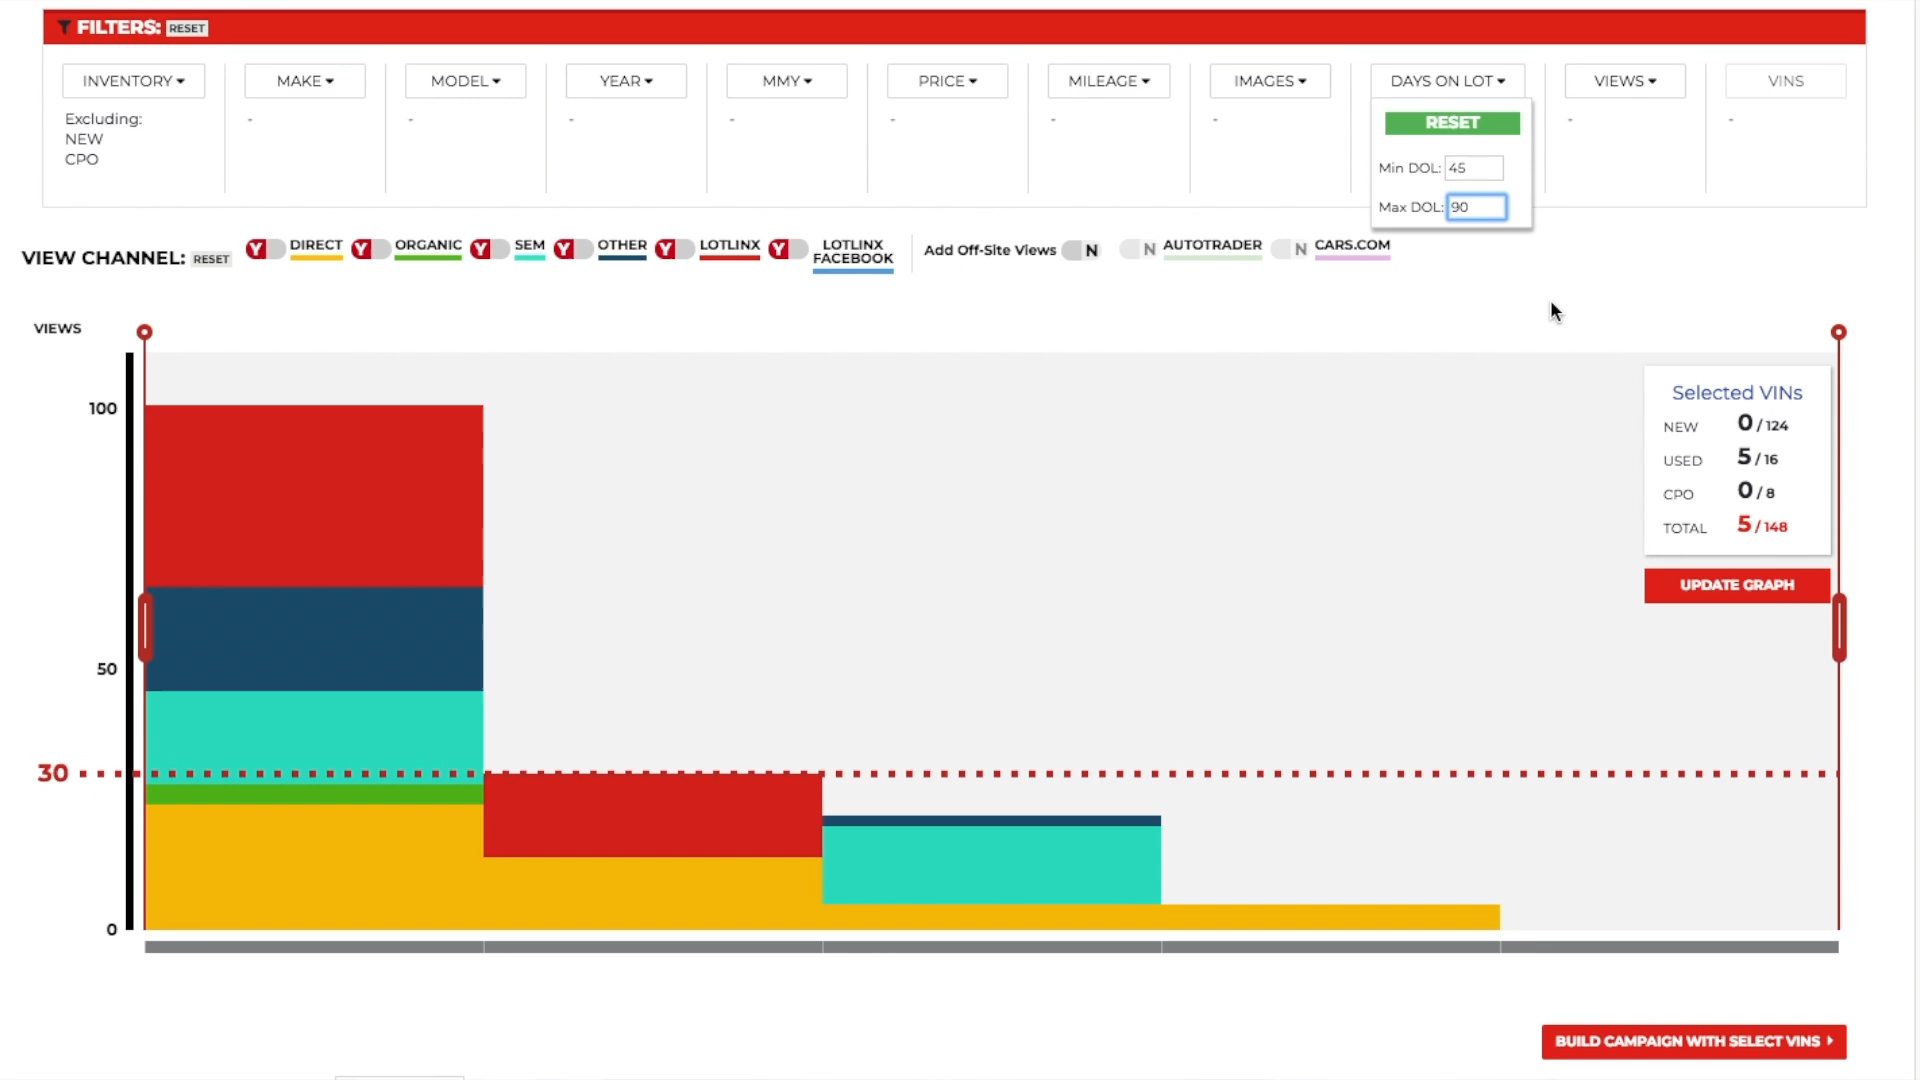 FILTERS: RESET
INVENTORY MAKE MODEL YEAR MMY PRICE MILEAGE IMAGES DAYS ON LOT VIEWS VINS
Excluding: - - - - - - - - -
NEW
CPO
RESET
Min DOL: 45
Max DOL: 90
VIEW CHANNEL: RESET
Y DIRECT Y ORGANIC Y SEM Y OTHER Y LOTLINX Y LOTLINX
FACEBOOK
Add Off-Site Views N N AUTOTRADER N CARS.COM
VIEWS
100
50
30
0
Selected VINs
NEW 0 / 124
USED 5 / 16
CPO 0 / 8
TOTAL 5 / 148
UPDATE GRAPH
BUILD CAMPAIGN WITH SELECT VINS